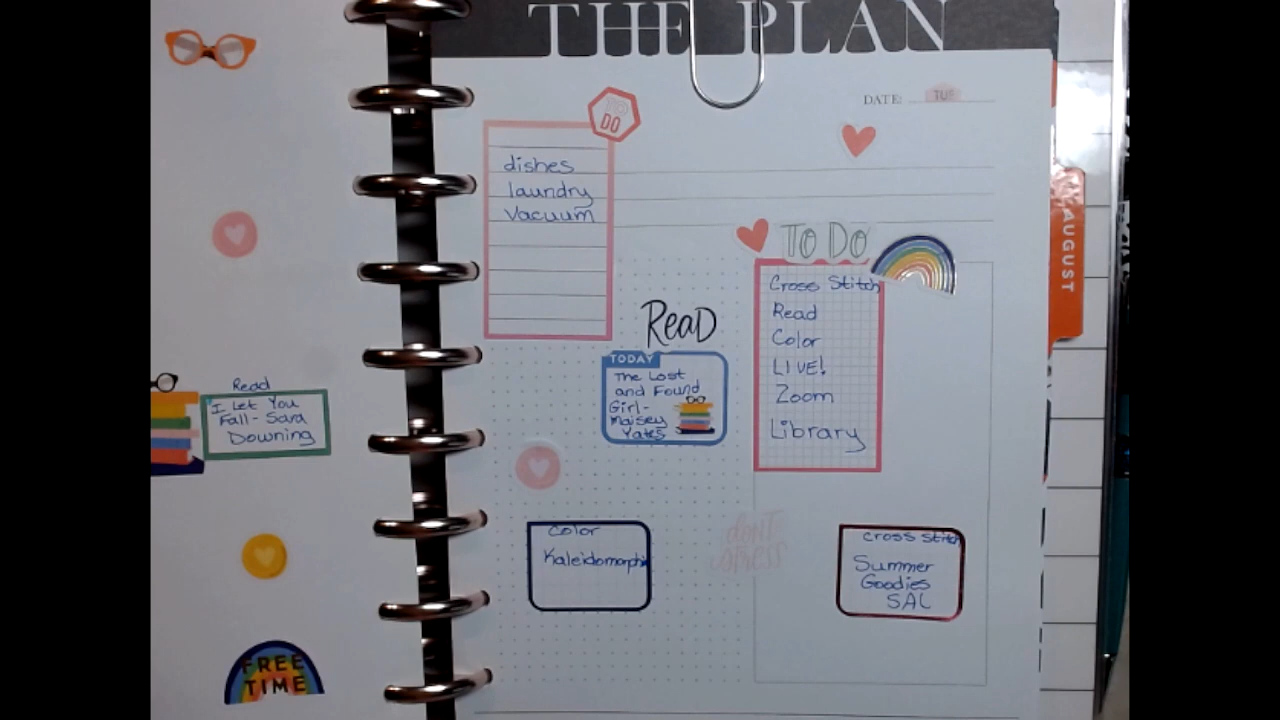 THE PLAN
DATE: TUE
TO
DO
dishes
laundry
Vacuum
TO DO
Cross Stitch
Read
Color
LIVE!
Zoom
Library
READ
TODAY
The Lost
and Found
Girl-
Maisey
Yates
Color
Kaleidomorphia
don't
stress
cross stitch
Summer
Goodies
SAL
Read
I Let You
Fall- Sara
Downing
FREE
TIME
AUGUST